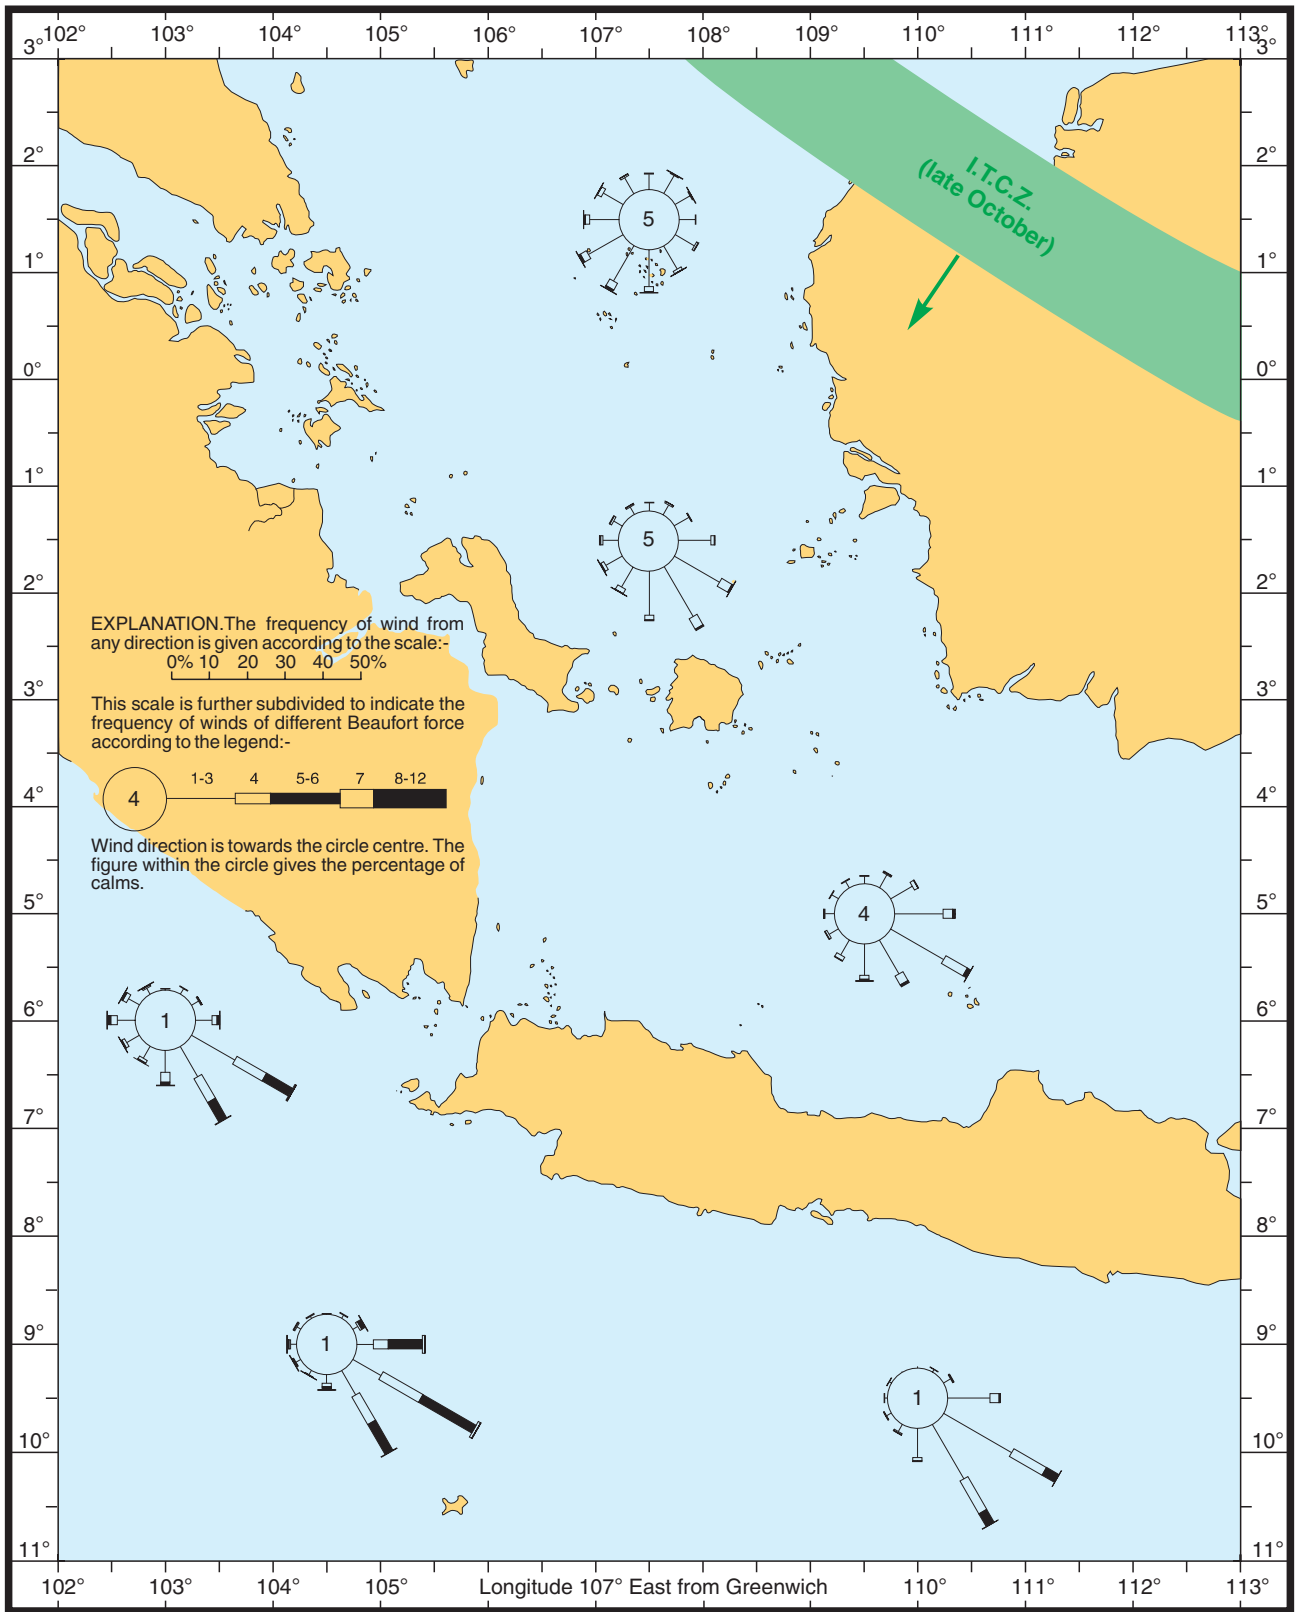 102° 103° 104° 105° 106° 107° 108° 109° 110° 111° 112° 113°
3° 3°
2° 2°
I.T.C.Z.
(late October)
5
1° 1°
0° 0°
1° 1°
5
2° 2°
EXPLANATION.The frequency of wind from
any direction is given according to the scale:-
0% 10 20 30 40 50%
3° 3°
This scale is further subdivided to indicate the
frequency of winds of different Beaufort force
according to the legend:-
1-3 4 5-6 7 8-12
4
4° 4°
Wind direction is towards the circle centre. The
figure within the circle gives the percentage of
calms.
5° 5°
4
6° 6°
1
7° 7°
8° 8°
9° 9°
1
1
10° 10°
11° 11°
102° 103° 104° 105° Longitude 107° East from Greenwich 110° 111° 112° 113°